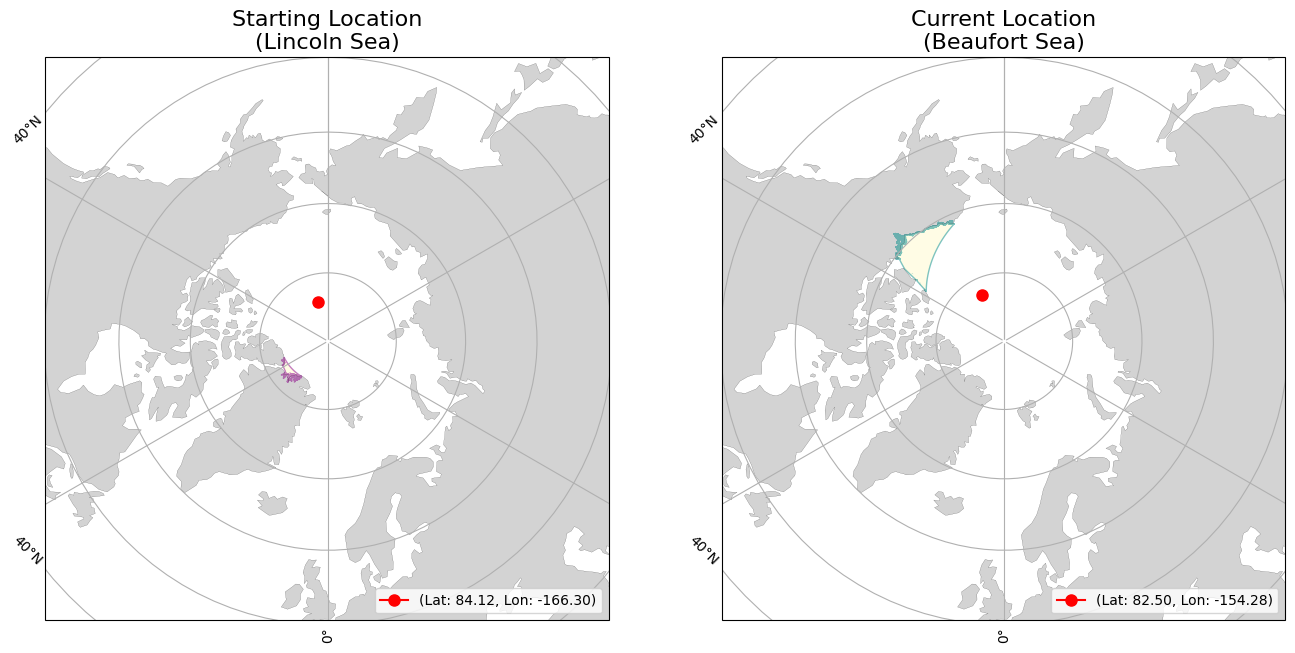 Starting Location
(Lincoln Sea)
40°N
40°N
0°
(Lat: 84.12, Lon: -166.30)
Current Location
(Beaufort Sea)
40°N
40°N
0°
(Lat: 82.50, Lon: -154.28)